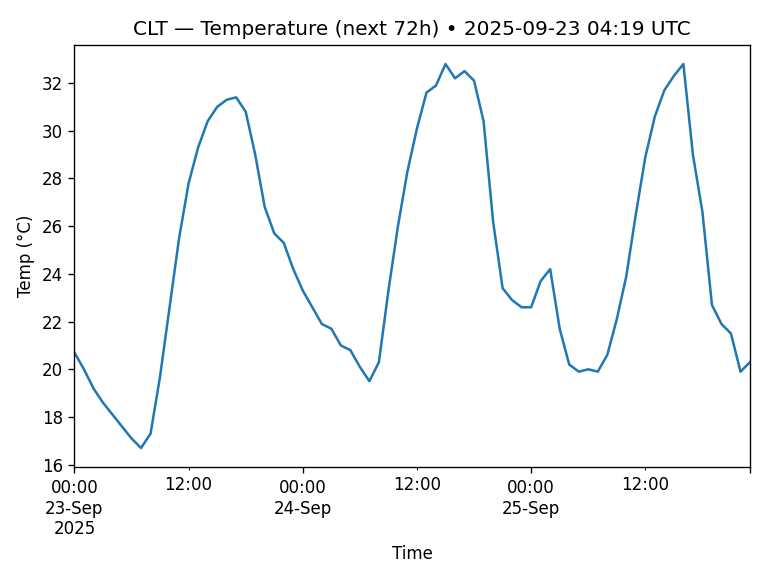 CLT — Temperature (next 72h) • 2025-09-23 04:19 UTC
Temp (°C)
32
30
28
26
24
22
20
18
16
00:00 12:00 00:00 12:00 00:00 12:00
23-Sep 24-Sep 25-Sep
2025
Time